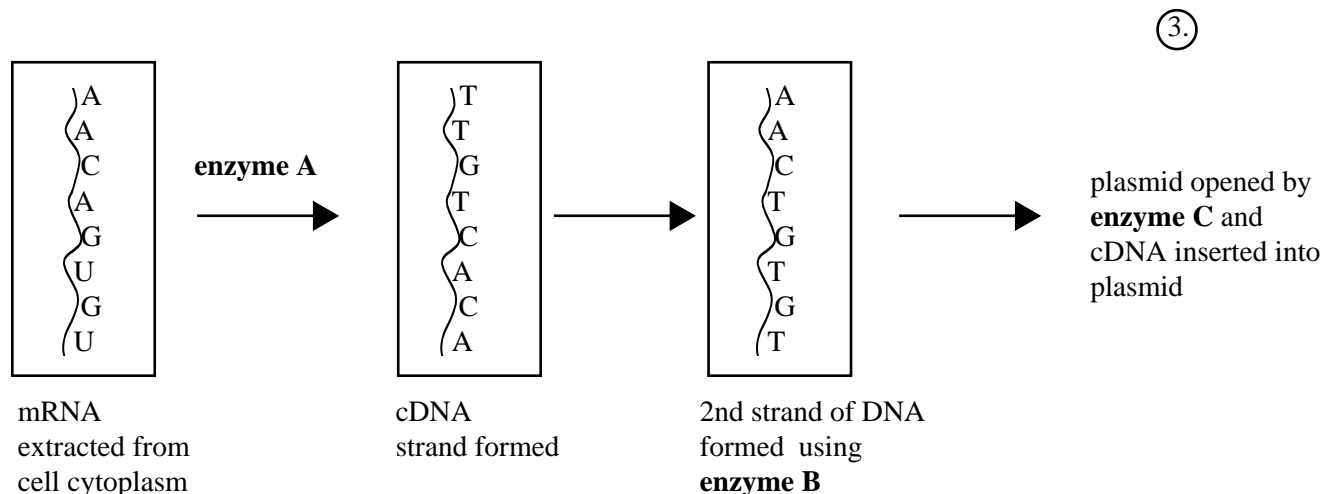 3.
A
A
C
A
G
U
G
U
enzyme A
T
T
G
T
C
A
C
A
A
A
C
T
G
T
G
T
plasmid opened by
enzyme C and
cDNA inserted into
plasmid
mRNA
extracted from
cell cytoplasm
cDNA
strand formed
2nd strand of DNA
formed using
enzyme B